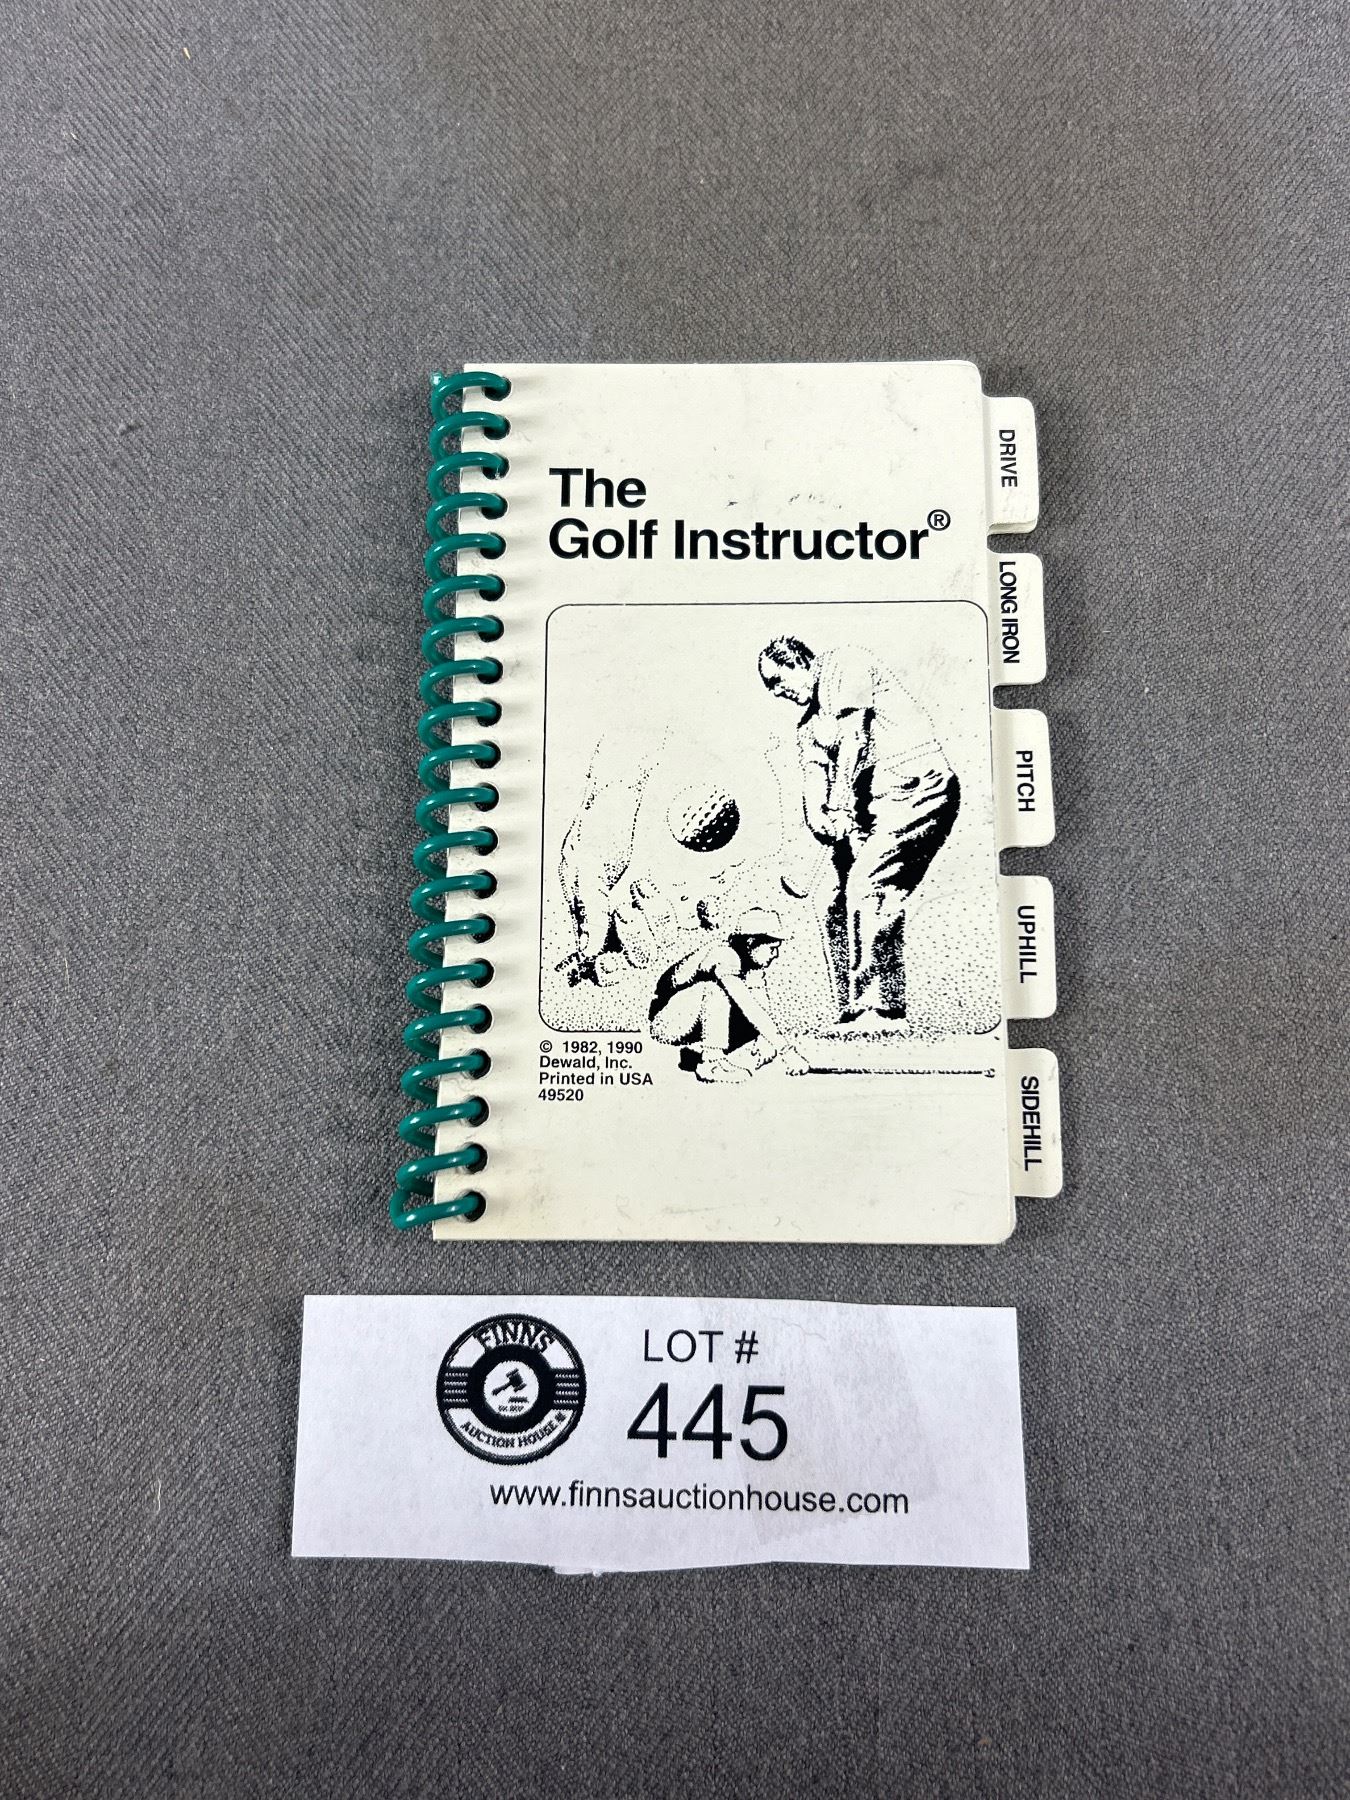 The
Golf Instructor®
DRIVE
LONG IRON
PITCH
UPHILL
SIDEHILL
© 1982, 1990
Dewald, Inc.
Printed in USA
49520
FINNS
AUCTION HOUSE
LOT #
445
www.finnsauctionhouse.com